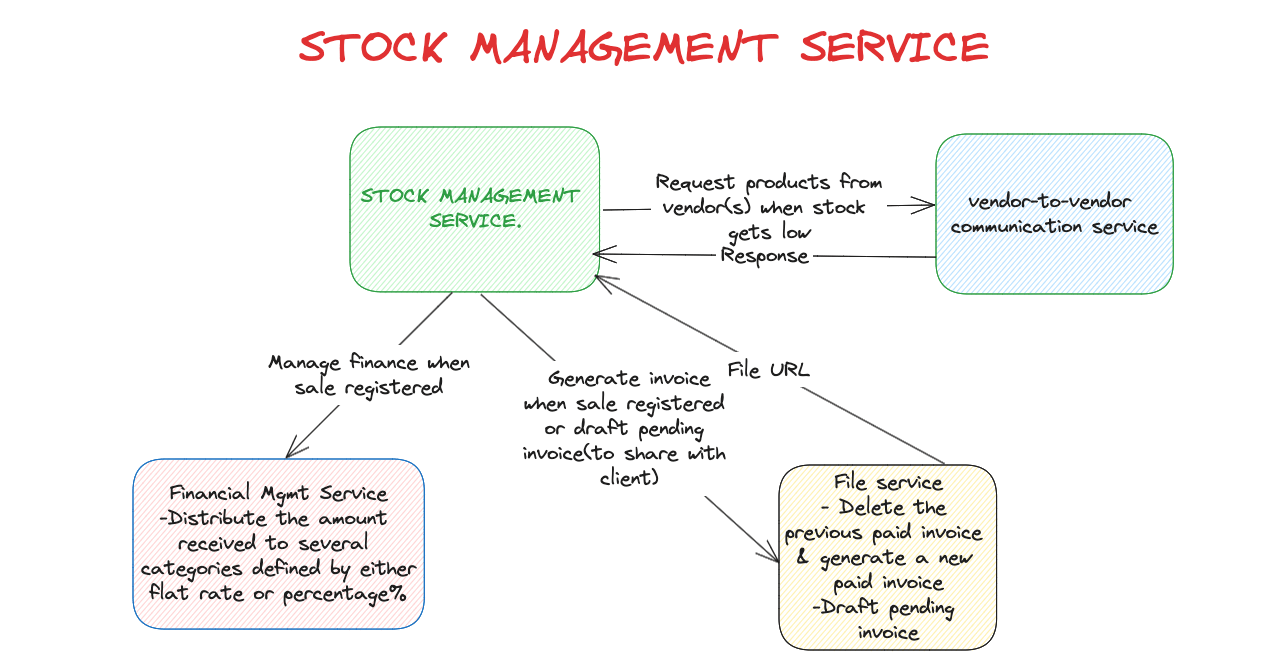 STOCK MANAGEMENT SERVICE
STOCK MANAGEMENT
SERVICE.
Request products from
vendor(s) when stock
gets low
Response
vendor-to-vendor
communication service
Manage finance when
sale registered
Generate invoice
when sale registered
or draft pending
invoice(to share with
client)
File URL
Financial Mgmt Service
-Distribute the amount
received to several
categories defined by either
flat rate or percentage%
File service
- Delete the
previous paid invoice
& generate a new
paid invoice
-Draft pending
invoice